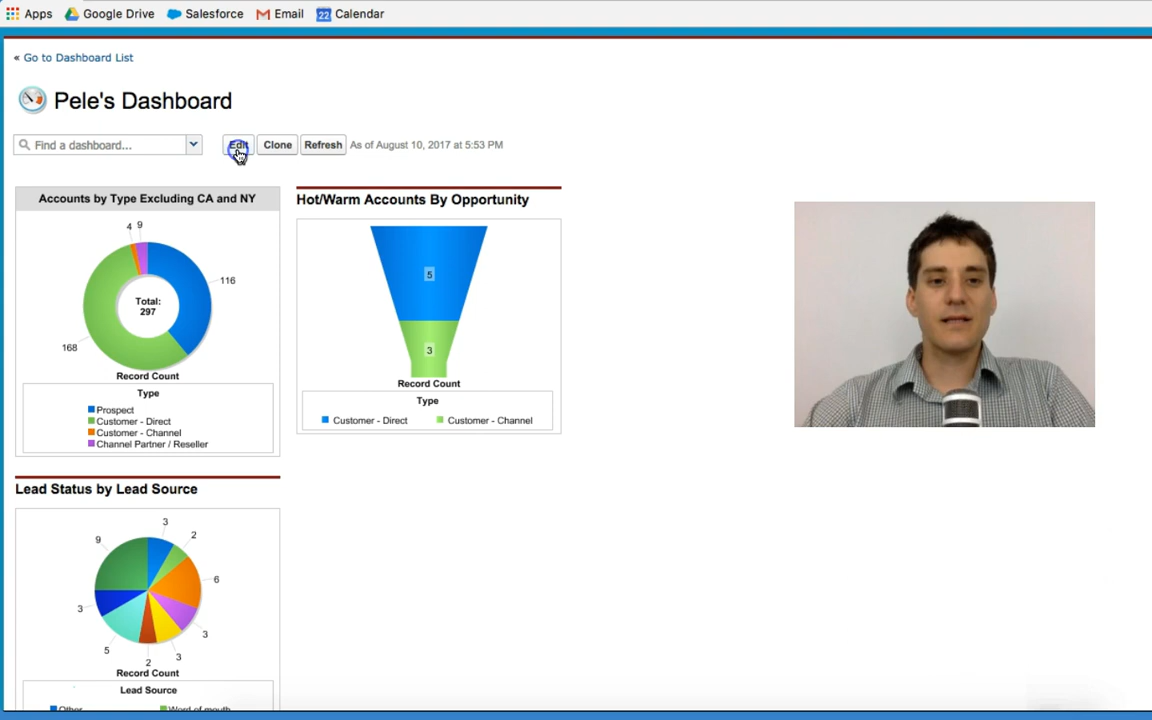 Apps Google Drive Salesforce Email 22 Calendar
« Go to Dashboard List
Pele's Dashboard
Find a dashboard... Edit Clone Refresh As of August 10, 2017 at 5:53 PM
Accounts by Type Excluding CA and NY
4 9
116
Total:
297
168
Record Count
Type
Prospect
Customer - Direct
Customer - Channel
Channel Partner / Reseller
Hot/Warm Accounts By Opportunity
5
3
Record Count
Type
Customer - Direct Customer - Channel
Lead Status by Lead Source
3
2
9
6
3
3
5
2
3
Record Count
Lead Source
Other Word of mouth